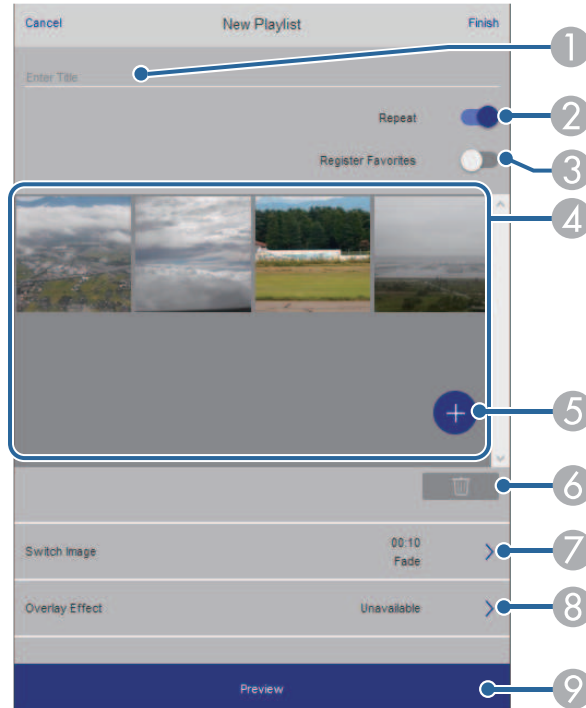 Cancel New Playlist Finish
1
Enter Title
Repeat
2
Register Favorites
3
4
+
5
6
Switch Image
00:10
Fade
7
Overlay Effect Unavailable
8
Preview
9